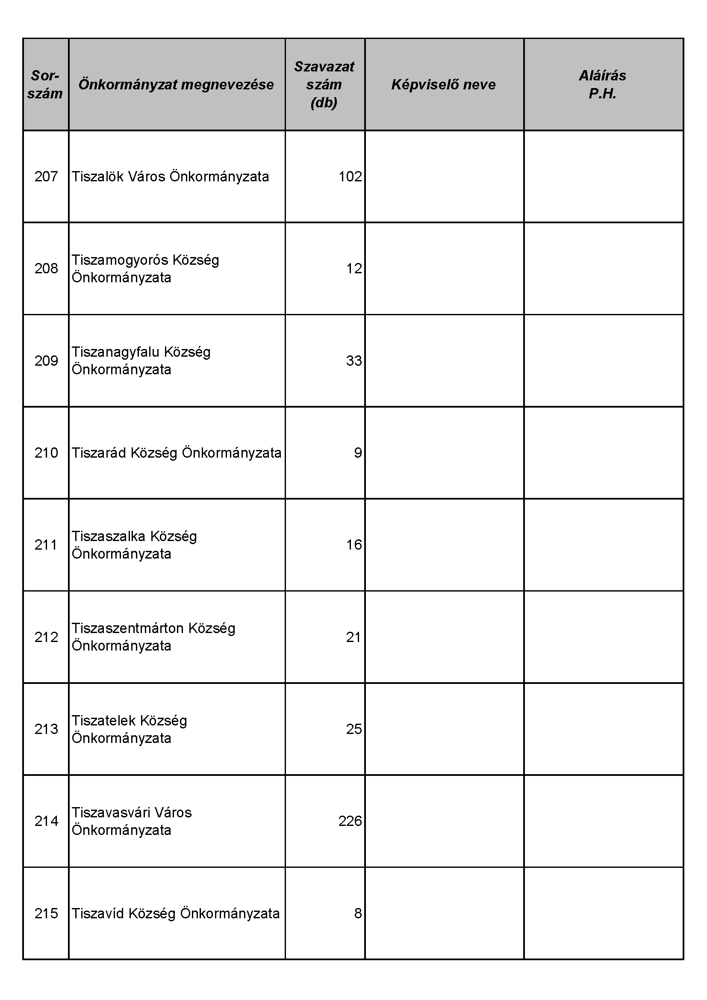 Sor-
szám
Önkormányzat megnevezése
Szavazat
szám
(db)
Képviselő neve
Aláírás
P.H.
207 Tiszalök Város Önkormányzata 102
208 Tiszamogyorós Község
Önkormányzata 12
209 Tiszanagyfalu Község
Önkormányzata 33
210 Tiszarád Község Önkormányzata 9
211 Tiszaszalka Község
Önkormányzata 16
212 Tiszaszentmárton Község
Önkormányzata 21
213 Tiszatelek Község
Önkormányzata 25
214 Tiszavasvári Város
Önkormányzata 226
215 Tiszavíd Község Önkormányzata 8